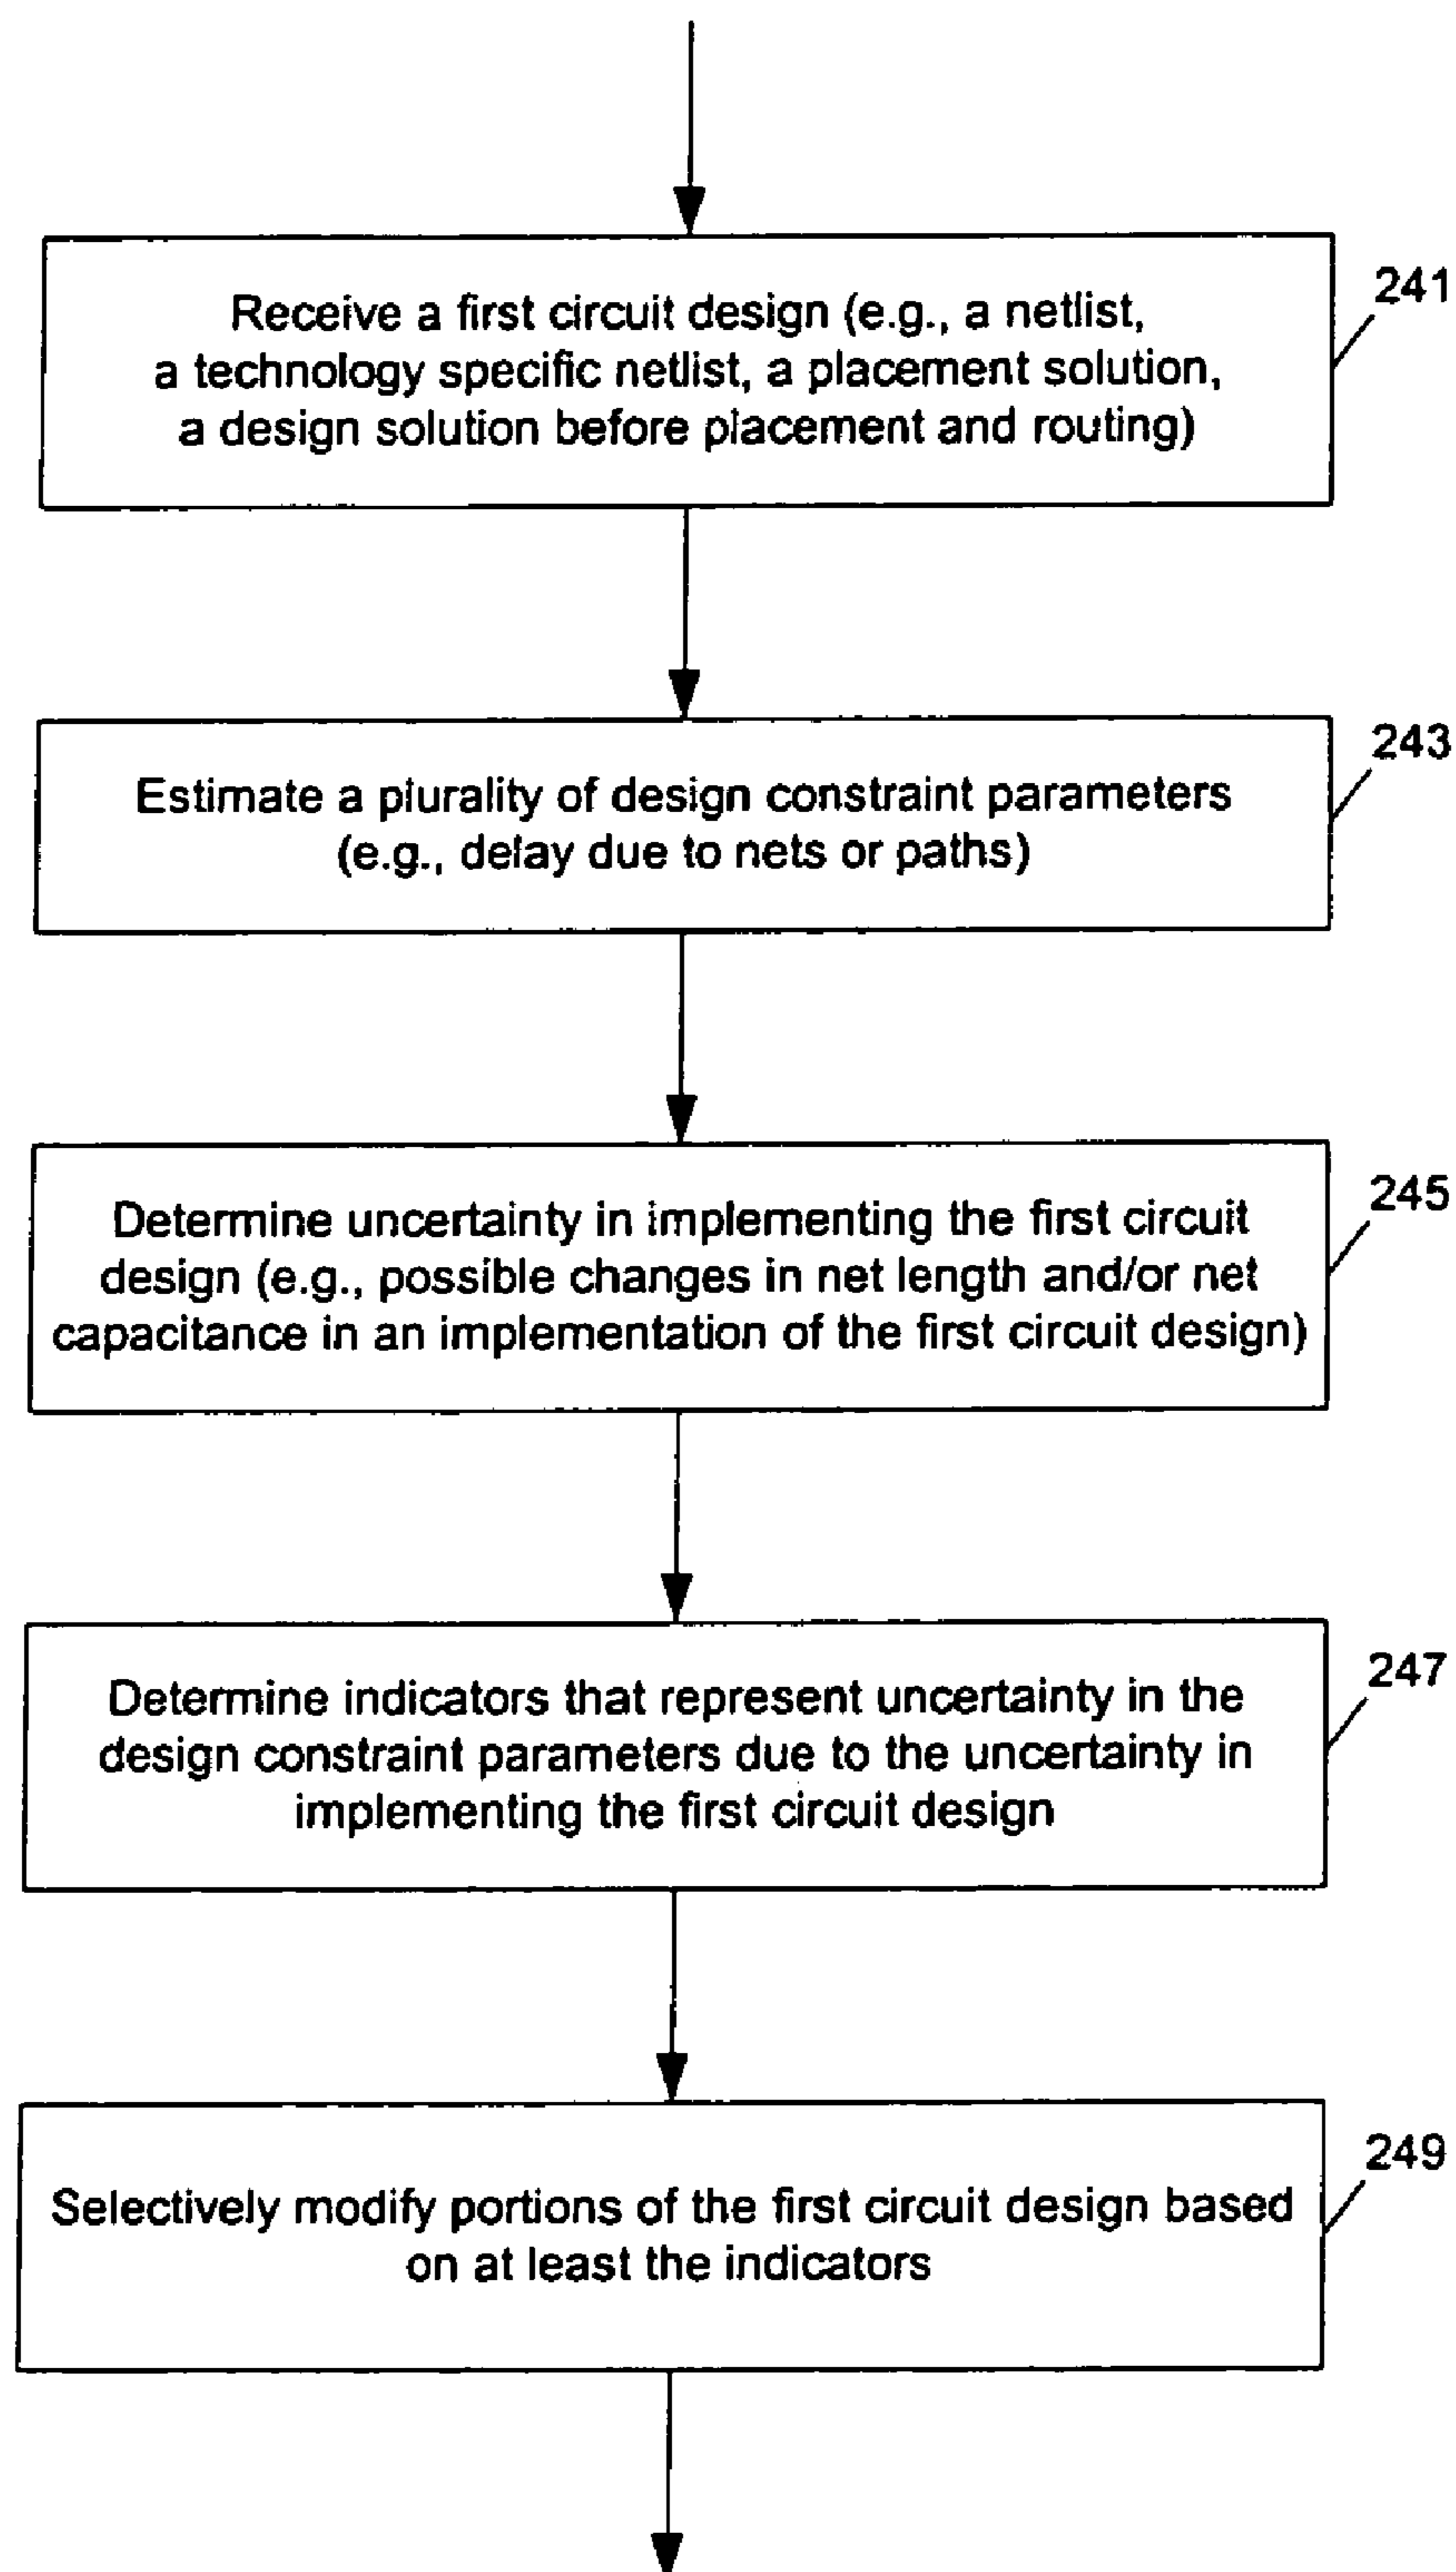 Receive a first circuit design (e.g., a netlist,
a technology specific netlist, a placement solution,
a design solution before placement and routing)
241
Estimate a plurality of design constraint parameters
(e.g., delay due to nets or paths)
243
Determine uncertainty in implementing the first circuit
design (e.g., possible changes in net length and/or net
capacitance in an implementation of the first circuit design)
245
Determine indicators that represent uncertainty in the
design constraint parameters due to the uncertainty in
implementing the first circuit design
247
Selectively modify portions of the first circuit design based
on at least the indicators
249